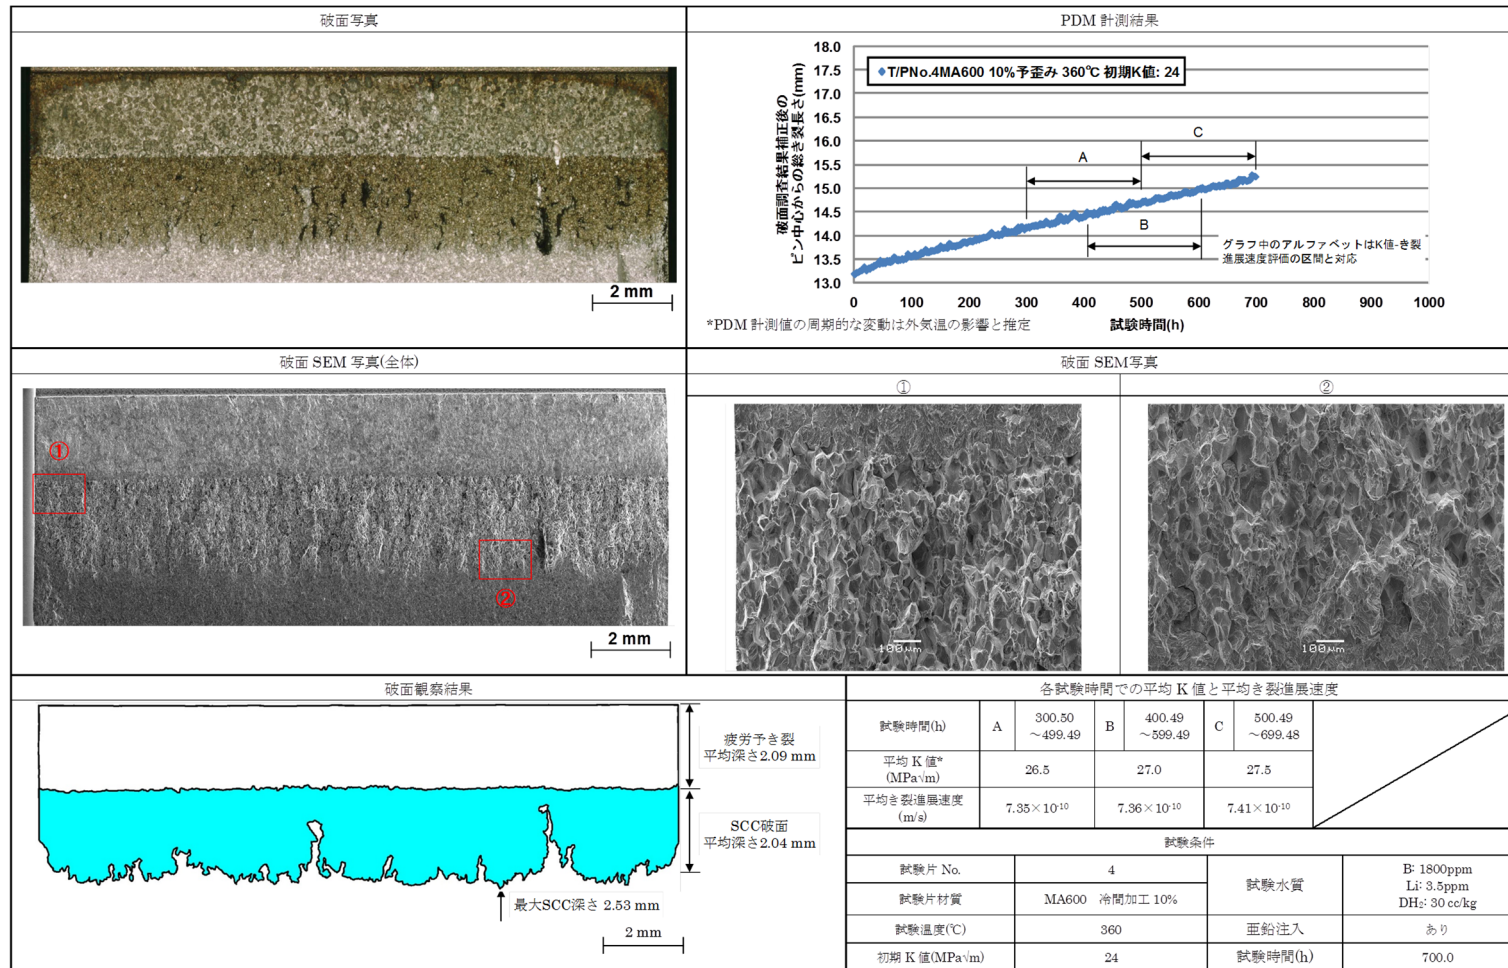 破面写真
PDM 計測結果
2 mm
破面調査結果補正後の
ピン中心からの総き裂長さ(mm)
18.0
17.5
17.0
16.5
16.0
15.5
15.0
14.5
14.0
13.5
13.0
T/PNo.4MA600 10%予歪み 360℃ 初期K値: 24
A
B
C
グラフ中のアルファベットはK値-き裂
進展速度評価の区間と対応
0 100 200 300 400 500 600 700 800 900 1000
*PDM 計測値の周期的な変動は外気温の影響と推定
試験時間(h)
破面 SEM 写真(全体)
破面 SEM写真
① ②
①
②
2 mm
100μm
100μm
破面観察結果
疲労予き裂
平均深さ2.09 mm
SCC破面
平均深さ2.04 mm
最大SCC深さ 2.53 mm
2 mm
各試験時間での平均 K 値と平均き裂進展速度
試験時間(h) A 300.50 ～499.49 B 400.49 ～599.49 C 500.49 ～699.48
平均 K 値* (MPa√m) 26.5 27.0 27.5
平均き裂進展速度 (m/s) 7.35×10⁻¹⁰ 7.36×10⁻¹⁰ 7.41×10⁻¹⁰
試験条件
試験片 No. 4 試験水質 B: 1800ppm
Li: 3.5ppm
DH₂: 30 cc/kg
試験片材質 MA600 冷間加工 10%
試験温度(℃) 360 亜鉛注入 あり
初期 K 値(MPa√m) 24 試験時間(h) 700.0